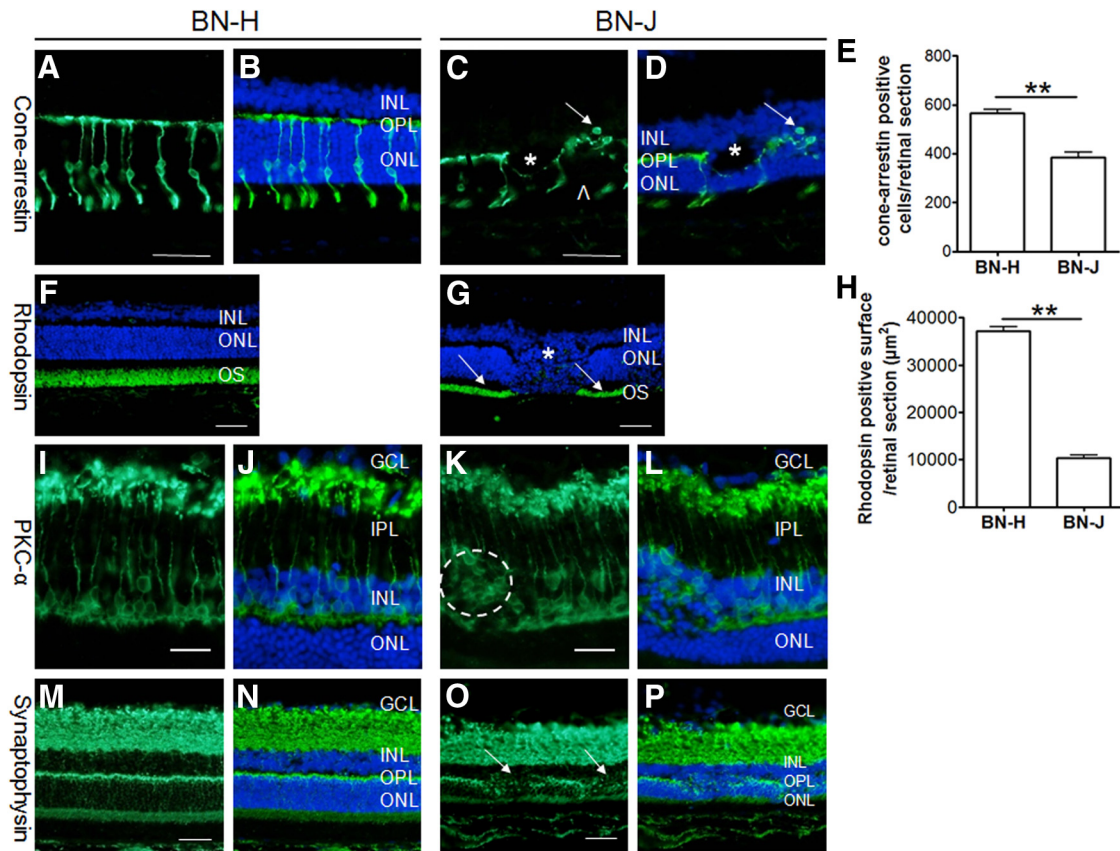 BN-H
BN-J
Cone-arrestin
A
B
INL
OPL
ONL
C
*
Λ
D
INL
OPL
ONL
*
E
cone-arrestin positive
cells/retinal section
800
600
400
200
0
**
BN-H
BN-J
Rhodopsin
F
INL
ONL
OS
G
*
INL
ONL
OS
H
Rhodopsin positive surface
/retinal section (µm²)
40000
30000
20000
10000
0
**
BN-H
BN-J
PKC-α
I
J
GCL
IPL
INL
ONL
K
L
GCL
IPL
INL
ONL
Synaptophysin
M
N
GCL
INL
OPL
ONL
O
P
GCL
INL
OPL
ONL